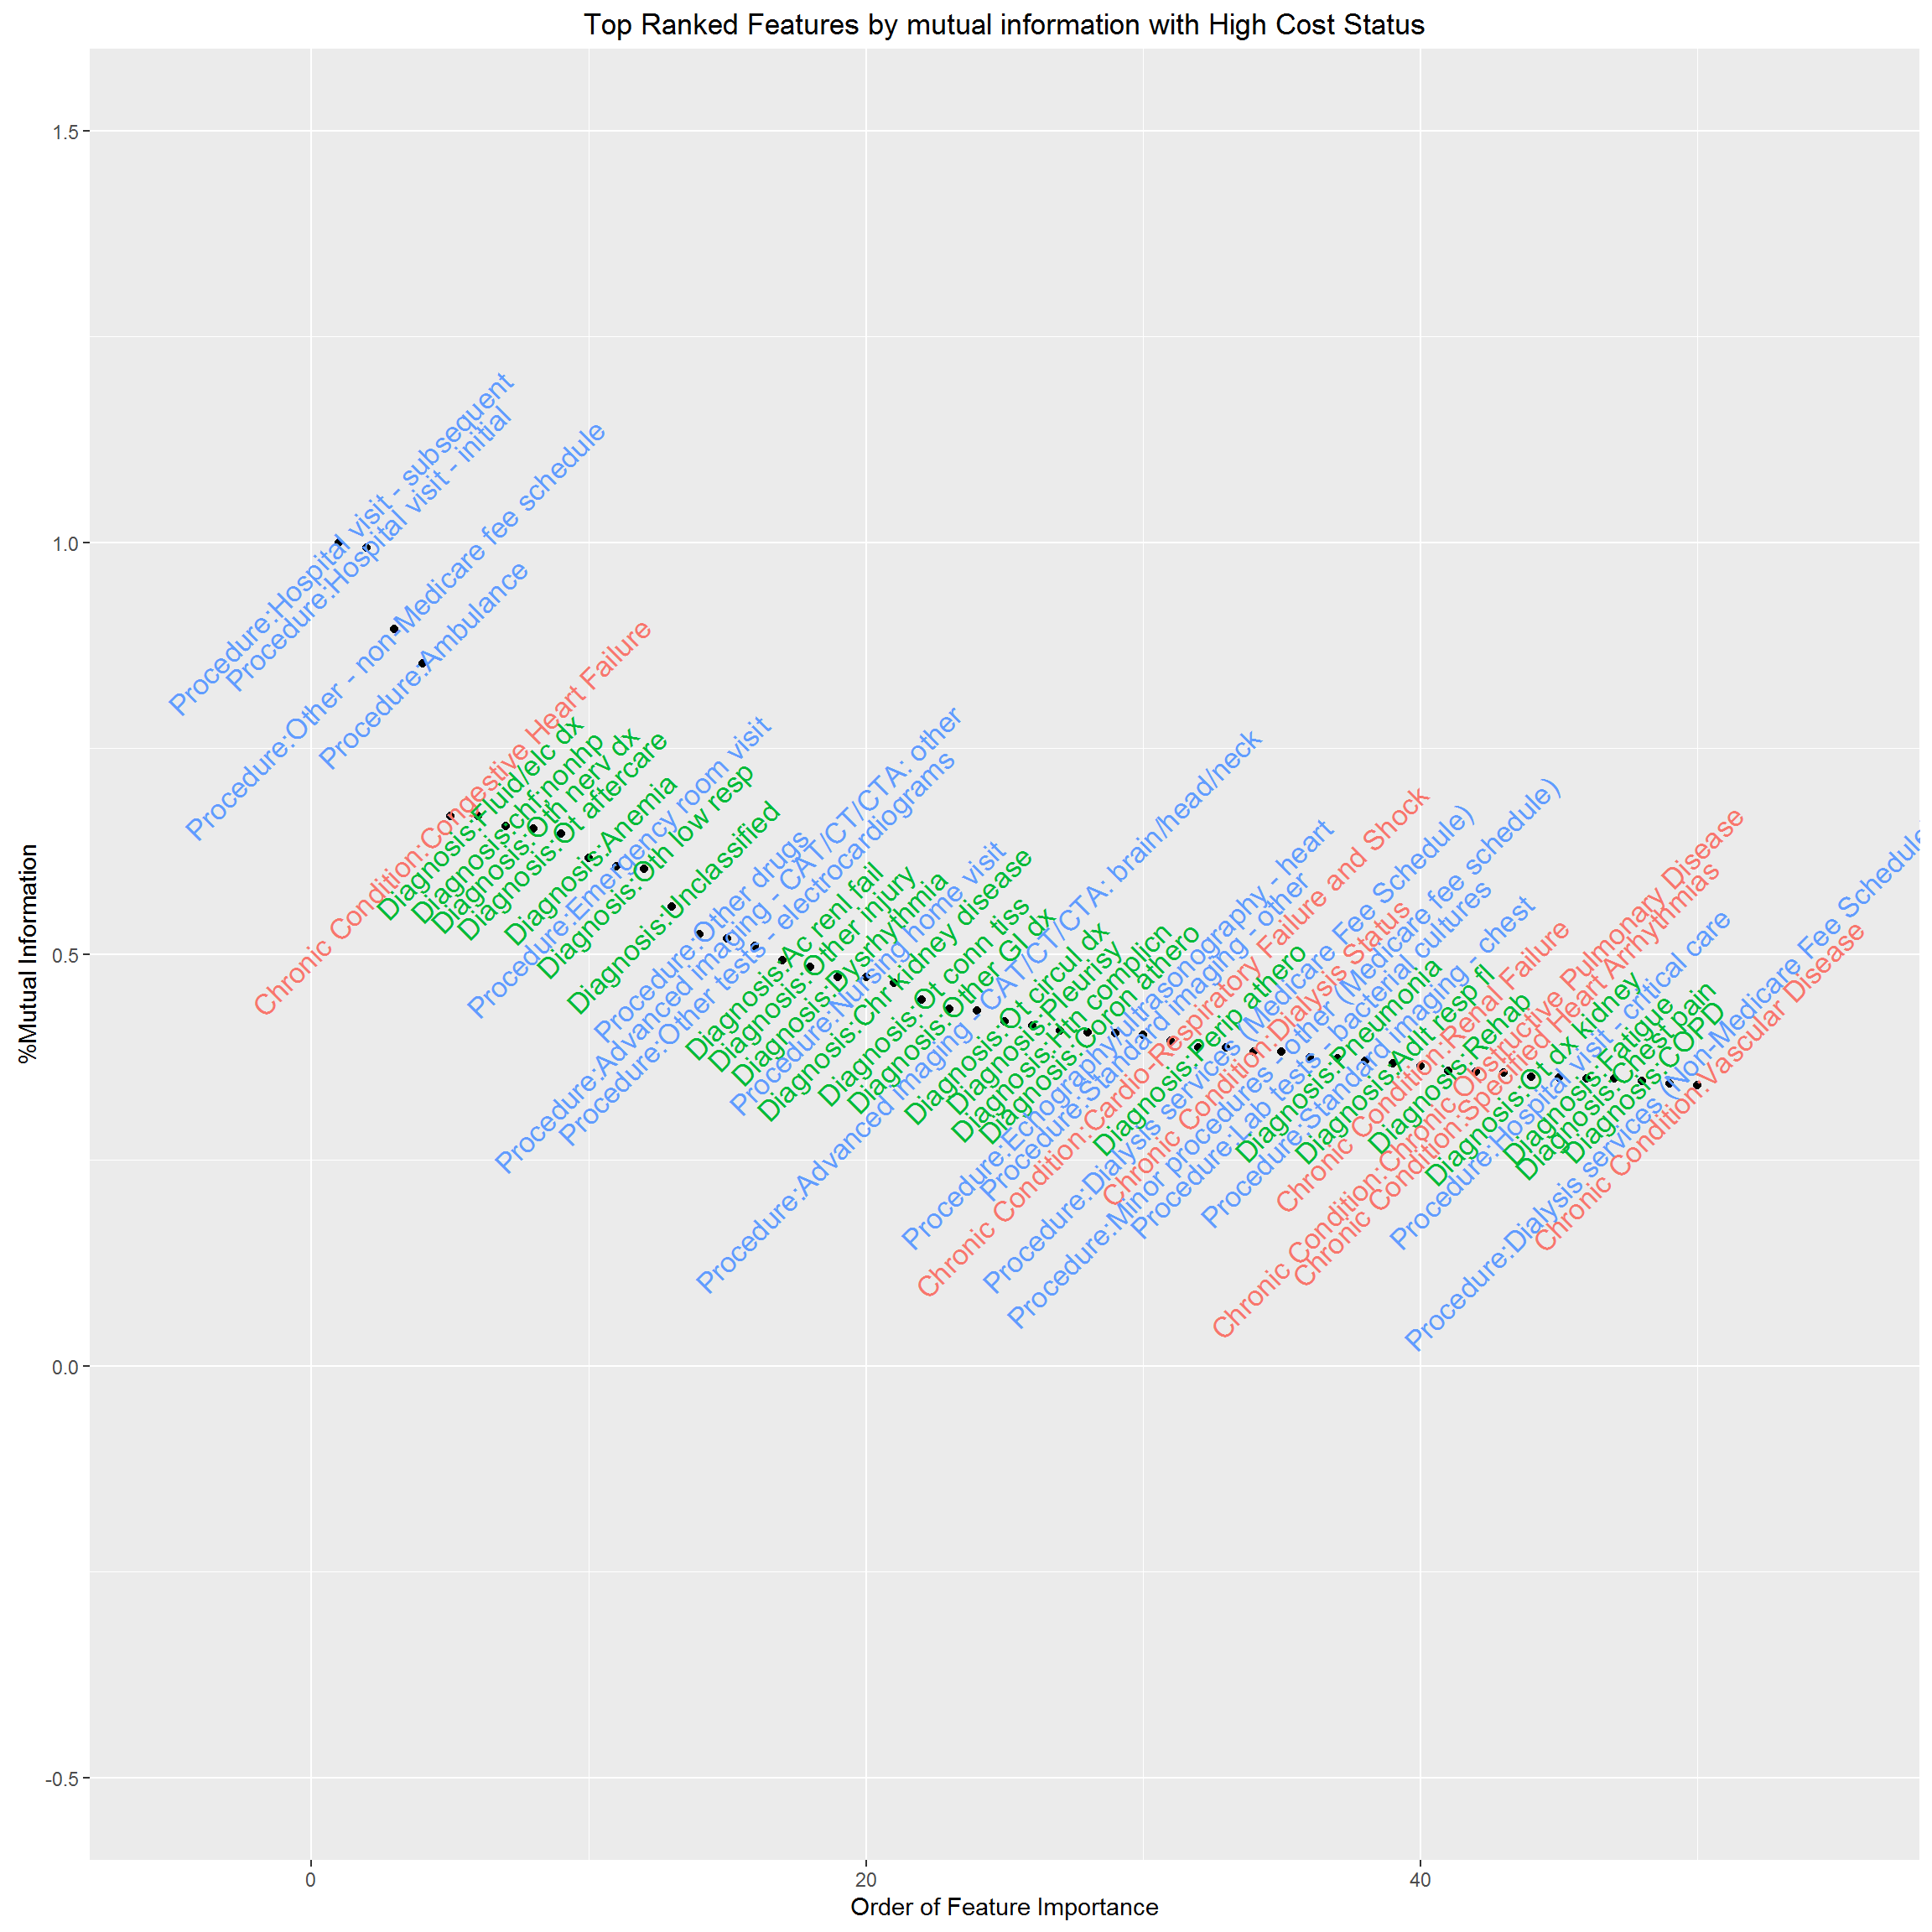 Top Ranked Features by mutual information with High Cost Status
%Mutual Information
1.5
1.0
0.5
0.0
-0.5
Procedure:Hospital visit - subsequent
Procedure:Hospital visit - initial
Procedure:Other - non-Medicare fee schedule
Procedure:Ambulance
Chronic Condition:Congestive Heart Failure
Diagnosis:Fluid/elc dx
Diagnosis:chf;nonhp
Diagnosis:Oth nerv dx
Diagnosis:Ot aftercare
Diagnosis:Anemia
Procedure:Emergency room visit
Diagnosis:Oth low resp
Diagnosis:Unclassified
Procedure:Other drugs
Procedure:Advanced imaging - CAT/CT/CTA: other
Procedure:Other tests - electrocardiograms
Diagnosis:Ac renl fail
Diagnosis:Other injury
Diagnosis:Dysrhythmia
Procedure:Nursing home visit
Diagnosis:Chr kidney disease
Diagnosis:Ot conn tiss
Diagnosis:Other GI dx
Procedure:Advanced imaging - CAT/CT/CTA: brain/head/neck
Diagnosis:Ot circul dx
Diagnosis:Pleurisy
Diagnosis:Htn complicn
Diagnosis:Coron athero
Procedure:Echography/ultrasonography - heart
Procedure:Standard imaging - other
Chronic Condition:Cardio-Respiratory Failure and Shock
Diagnosis:Perip athero
Procedure:Dialysis services (Medicare Fee Schedule)
Chronic Condition:Dialysis Status
Procedure:Minor procedures - other (Medicare fee schedule)
Procedure:Lab tests - bacterial cultures
Diagnosis:Pneumonia
Procedure:Standard imaging - chest
Diagnosis:Adlt resp fl
Chronic Condition:Renal Failure
Diagnosis:Rehab
Chronic Condition:Chronic Obstructive Pulmonary Disease
Chronic Condition:Specified Heart Arrhythmias
Diagnosis:Ot dx kidney
Procedure:Hospital visit - critical care
Diagnosis:Fatigue
Diagnosis:Chest pain
Diagnosis:COPD
Procedure:Dialysis services (Non-Medicare Fee Schedule
Chronic Condition:Vascular Disease
0
20
40
Order of Feature Importance